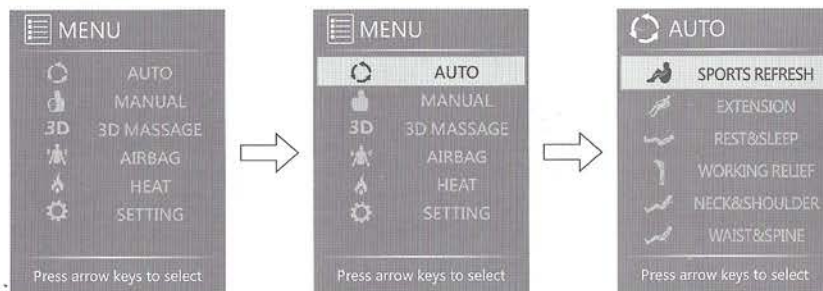 MENU
AUTO
MANUAL
3D 3D MASSAGE
AIRBAG
HEAT
SETTING
Press arrow keys to select
MENU
AUTO
MANUAL
3D 3D MASSAGE
AIRBAG
HEAT
SETTING
Press arrow keys to select
AUTO
SPORTS REFRESH
EXTENSION
REST&SLEEP
WORKING RELIEF
NECK&SHOULDER
WAIST&SPINE
Press arrow keys to select